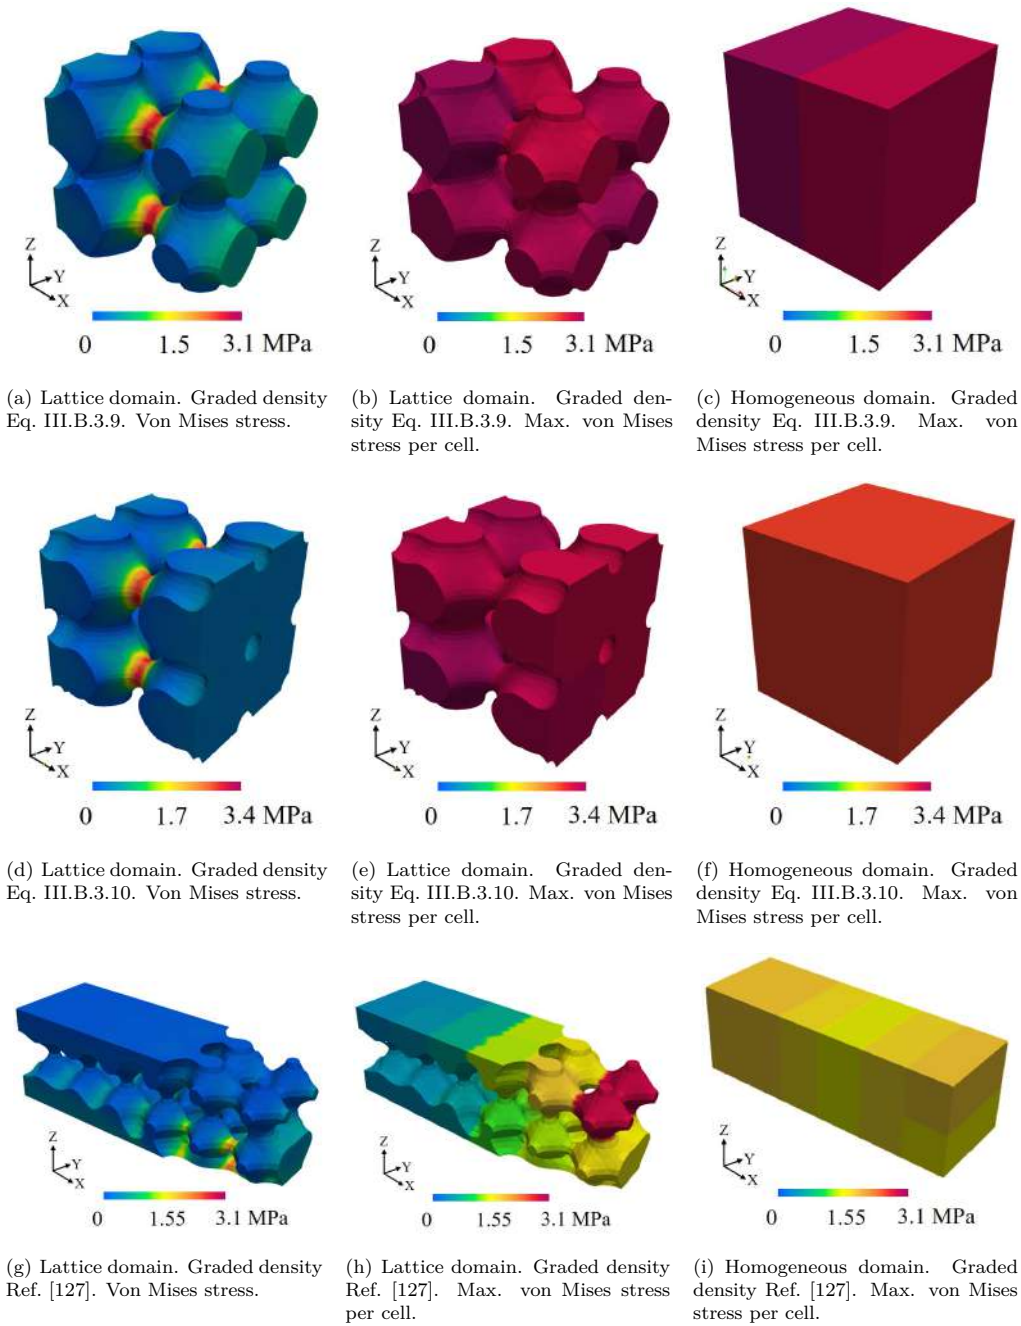 Z
Y
X
0 1.5 3.1 MPa
Z
Y
X
0 1.5 3.1 MPa
Z
Y
X
0 1.5 3.1 MPa
(a) Lattice domain. Graded density
Eq. III.B.3.9. Von Mises stress.
(b) Lattice domain. Graded den-
sity Eq. III.B.3.9. Max. von Mises
stress per cell.
(c) Homogeneous domain. Graded
density Eq. III.B.3.9. Max. von
Mises stress per cell.
Z
Y
X
0 1.7 3.4 MPa
Z
Y
X
0 1.7 3.4 MPa
Z
Y
X
0 1.7 3.4 MPa
(d) Lattice domain. Graded density
Eq. III.B.3.10. Von Mises stress.
(e) Lattice domain. Graded den-
sity Eq. III.B.3.10. Max. von Mises
stress per cell.
(f) Homogeneous domain. Graded
density Eq. III.B.3.10. Max. von
Mises stress per cell.
Z
Y
X
0 1.55 3.1 MPa
Z
Y
X
0 1.55 3.1 MPa
Z
Y
X
0 1.55 3.1 MPa
(g) Lattice domain. Graded density
Ref. [127]. Von Mises stress.
(h) Lattice domain. Graded density
Ref. [127]. Max. von Mises stress
per cell.
(i) Homogeneous domain. Graded
density Ref. [127]. Max. von Mises
stress per cell.